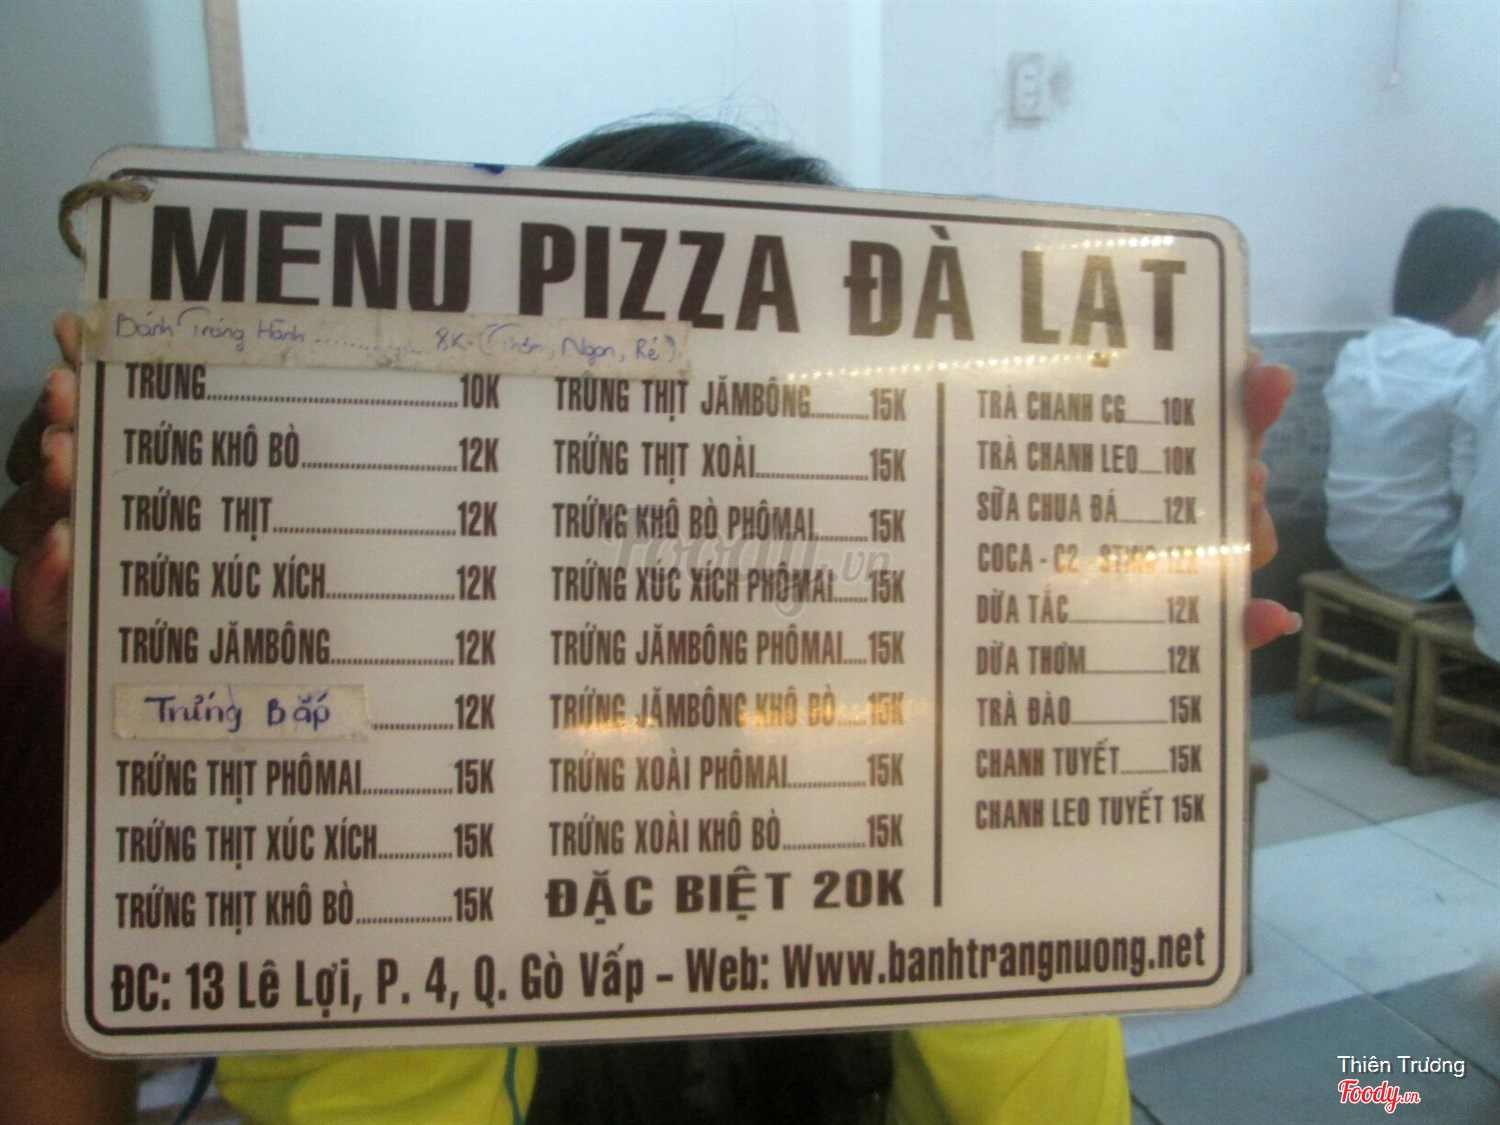 MENU PIZZA ĐÀ LẠT
Bánh Tráng Hành .............. 8K (Thơm, Ngon, Rẻ).
TRỨNG......10K
TRỨNG KHÔ BÒ......12K
TRỨNG THỊT......12K
TRỨNG XÚC XÍCH......12K
TRỨNG JĂMBÔNG......12K
Trứng Bắp ......12K
TRỨNG THỊT PHÔMAI......15K
TRỨNG THỊT XÚC XÍCH......15K
TRỨNG THỊT KHÔ BÒ......15K
TRỨNG THỊT JĂMBÔNG......15K
TRỨNG THỊT XOÀI......15K
TRỨNG KHÔ BÒ PHÔMAI......15K
TRỨNG XÚC XÍCH PHÔMAI......15K
TRỨNG JĂMBÔNG PHÔMAI......15K
TRỨNG JĂMBÔNG KHÔ BÒ......15K
TRỨNG XOÀI PHÔMAI......15K
TRỨNG XOÀI KHÔ BÒ......15K
ĐẶC BIỆT 20K
TRÀ CHANH CG......10K
TRÀ CHANH LEO......10K
SỮA CHUA ĐÁ......12K
COCA - C2 - 12K
DỪA TẮC......12K
DỪA THƠM......12K
TRÀ ĐÀO......15K
CHANH TUYẾT......15K
CHANH LEO TUYẾT 15K
ĐC: 13 Lê Lợi, P. 4, Q. Gò Vấp – Web: Www.banhtrangnuong.net
Foody.vn
Thiên Trương
Foody.vn